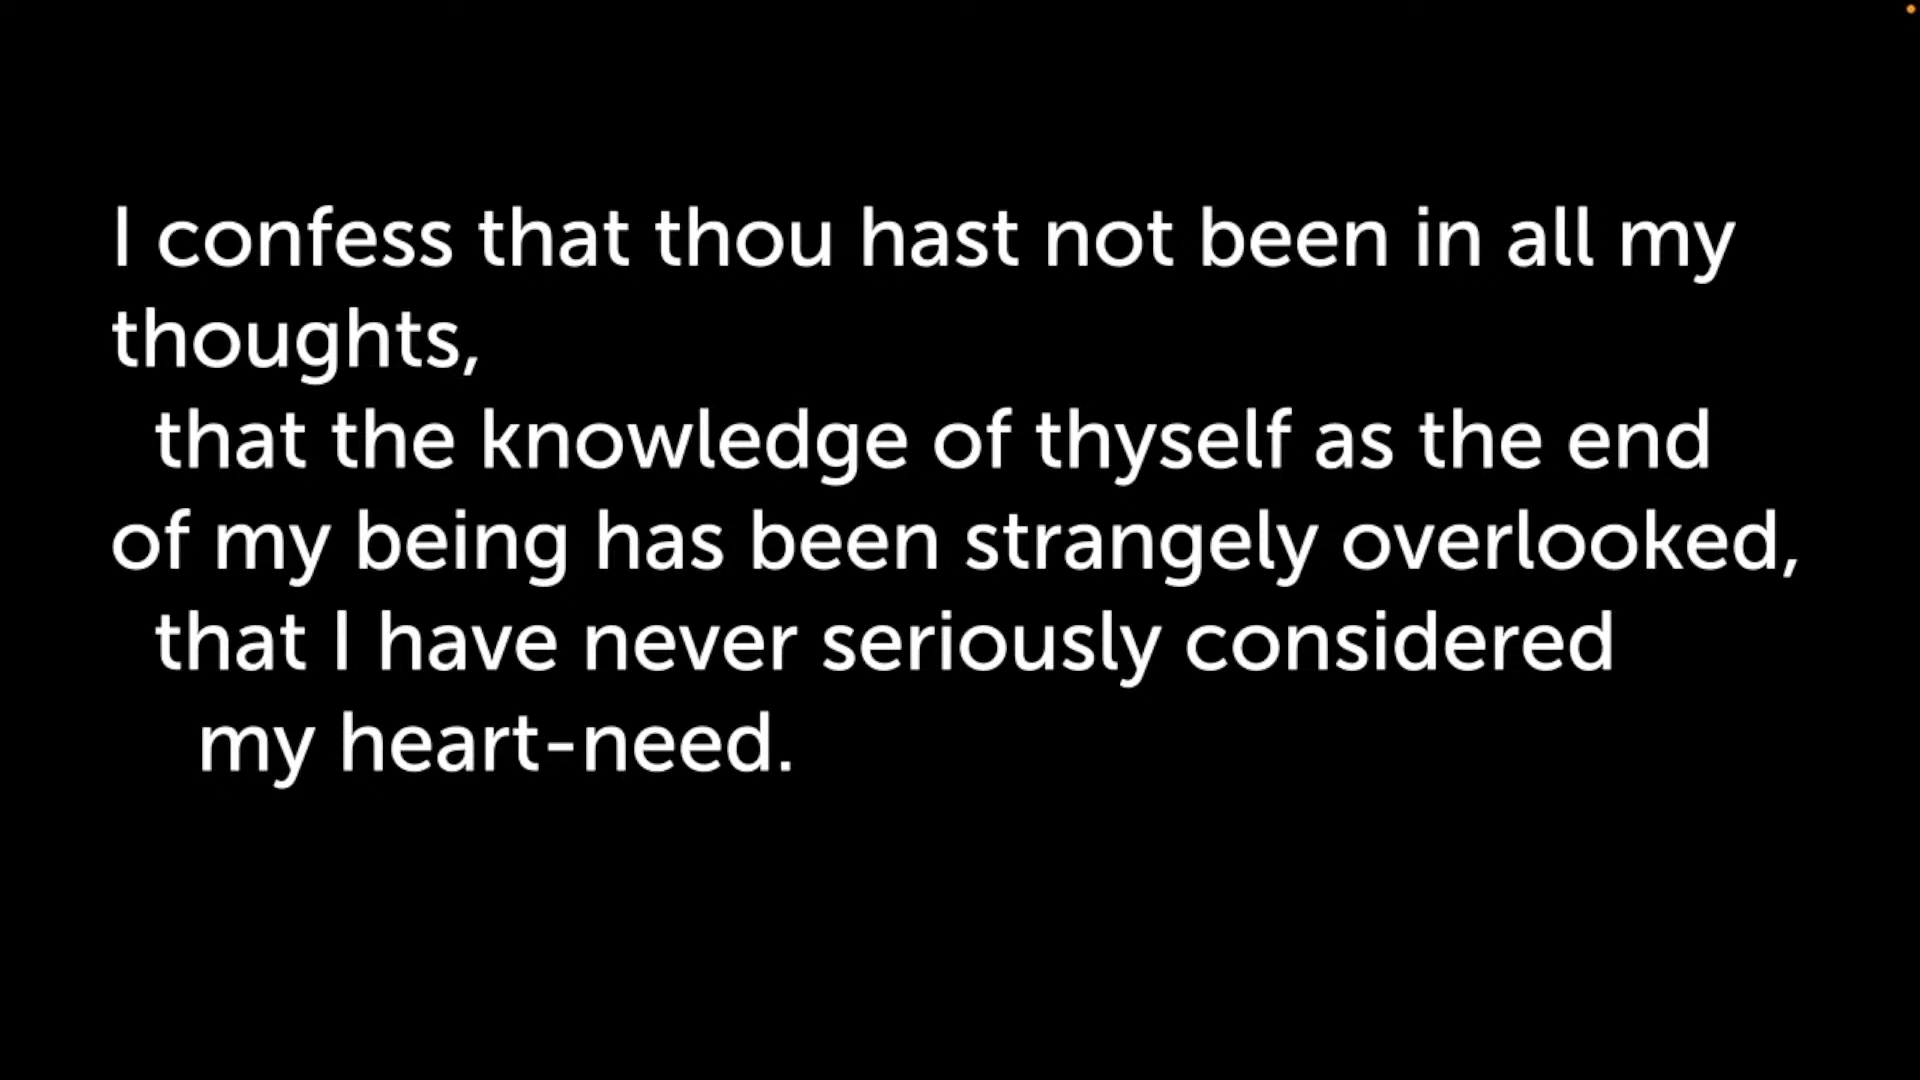 I confess that thou hast not been in all my
thoughts,
that the knowledge of thyself as the end
of my being has been strangely overlooked,
that I have never seriously considered
my heart-need.